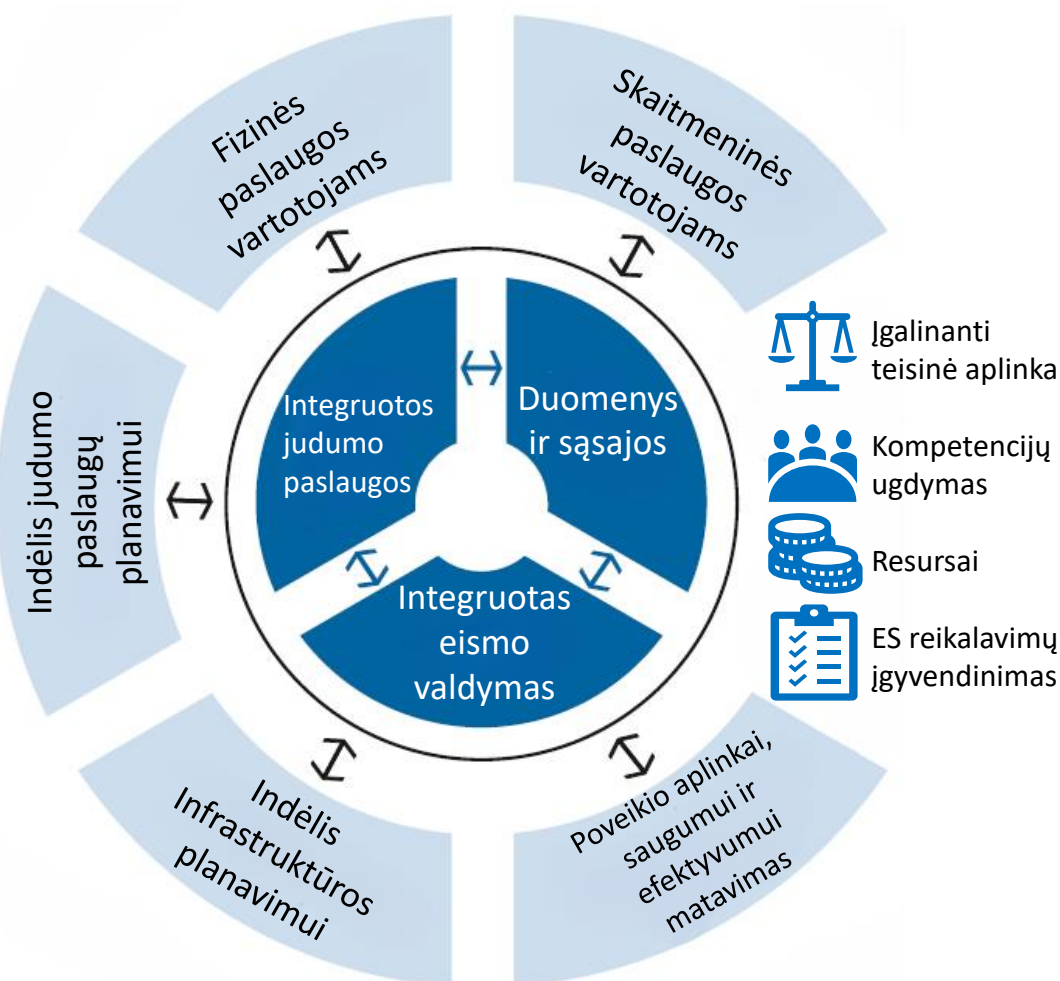 Fizinės
paslaugos
vartotojams
Skaitmeninės
paslaugos
vartotojams
Indėlis judumo
paslaugų
planavimui
Integruotos
judumo
paslaugos
Duomenys
ir sąsajos
Integruotas
eismo
valdymas
Indėlis
Infrastruktūros
planavimui
Poveikio aplinkai,
saugumui ir
efektyvumui
matavimas
Įgalinanti
teisinė aplinka
Kompetencijų
ugdymas
Resursai
ES reikalavimų
įgyvendinimas